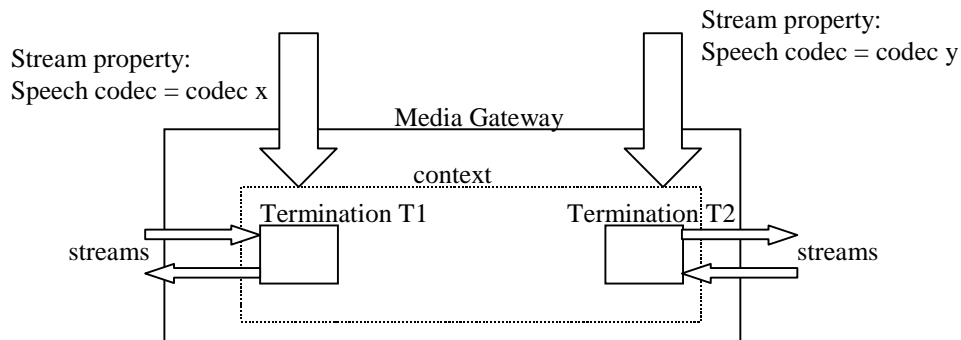 Stream property:
Speech codec = codec x
Stream property:
Speech codec = codec y
Media Gateway
context
Termination T1
Termination T2
streams
streams